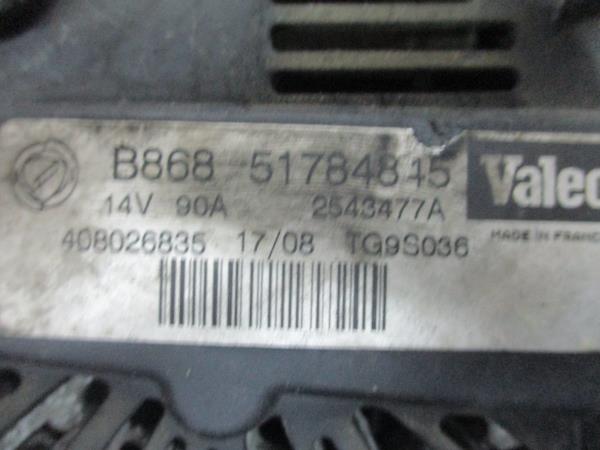 B868 51784845
14V 90A 2543477A
408026835 17/08 TG9S036
Valeo
MADE IN FRANCE